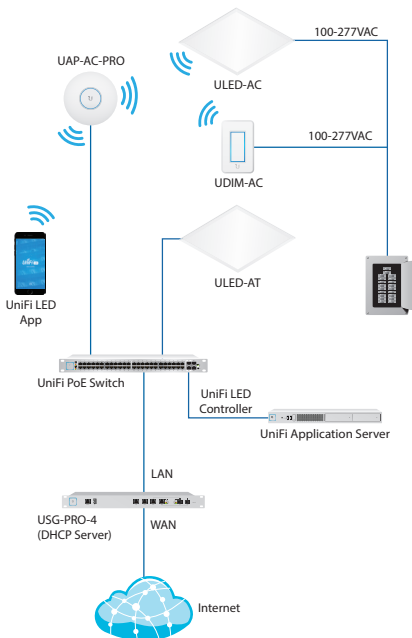 100-277VAC
UAP-AC-PRO
ULED-AC
100-277VAC
UDIM-AC
UniFi LED
App
ULED-AT
UniFi PoE Switch
UniFi LED
Controller
UniFi Application Server
LAN
USG-PRO-4
(DHCP Server)
WAN
Internet